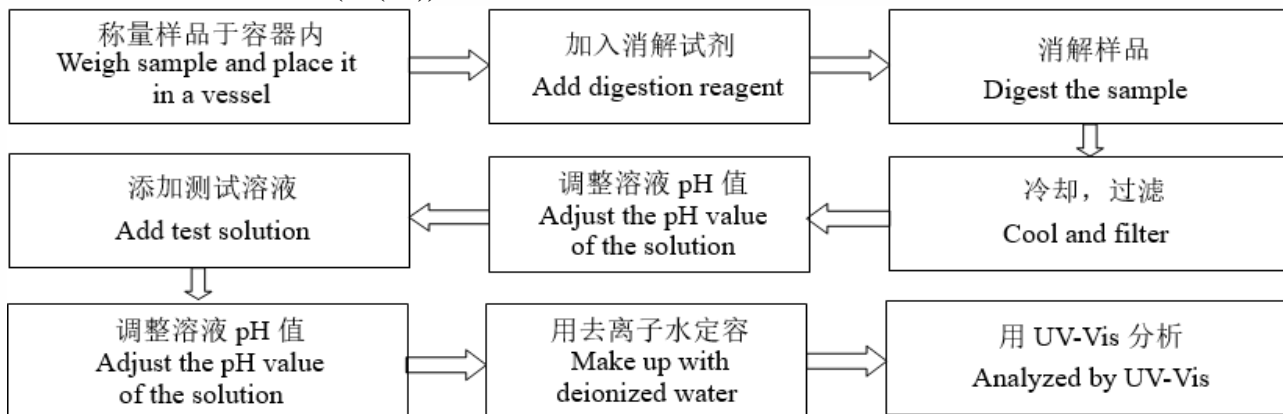 称量样品于容器内
Weigh sample and place it
in a vessel
加入消解试剂
Add digestion reagent
消解样品
Digest the sample
冷却，过滤
Cool and filter
调整溶液 pH 值
Adjust the pH value
of the solution
添加测试溶液
Add test solution
调整溶液 pH 值
Adjust the pH value
of the solution
用去离子水定容
Make up with
deionized water
用 UV-Vis 分析
Analyzed by UV-Vis